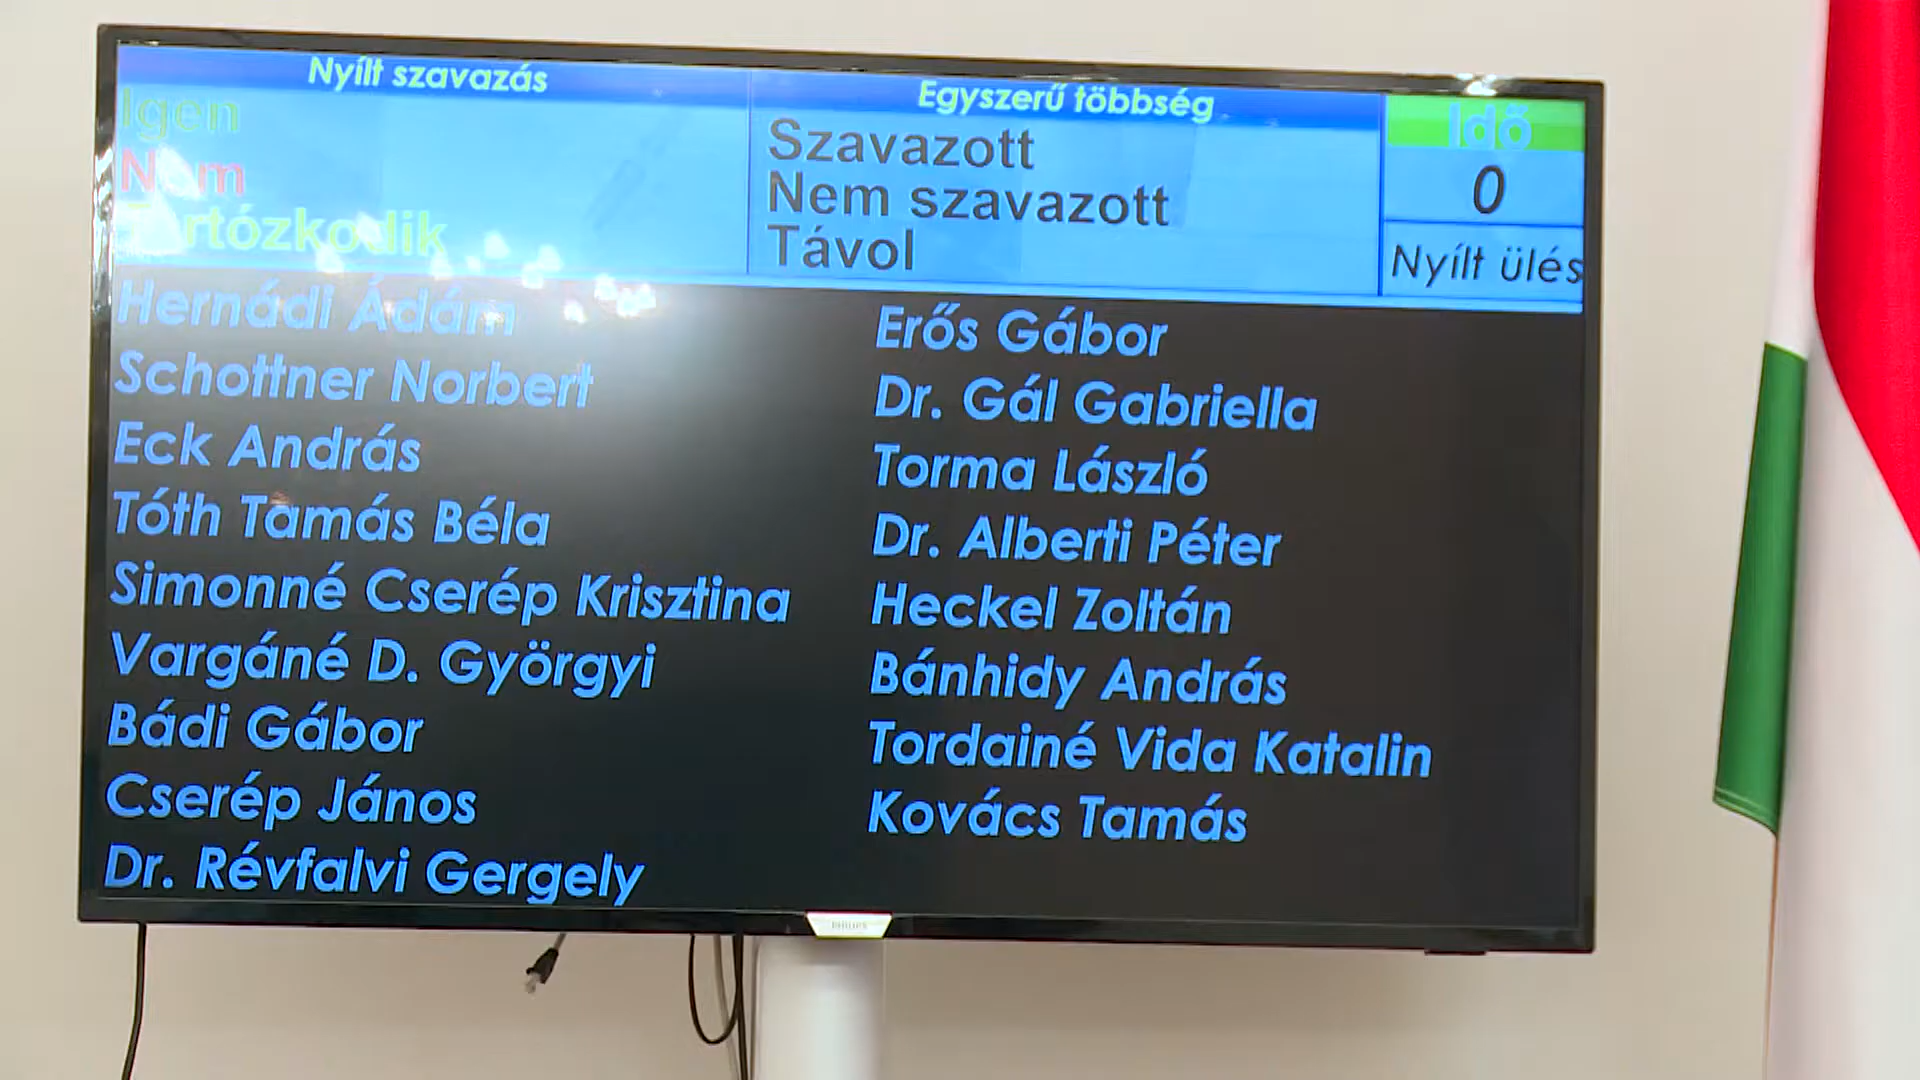 Nyílt szavazás
Igen
Nem
Tartózkodik
Egyszerű többség
Szavazott
Nem szavazott
Távol
Idő
0
Nyílt ülés
Hernádi Ádám
Schottner Norbert
Eck András
Tóth Tamás Béla
Simonné Cserép Krisztina
Vargáné D. Györgyi
Bádi Gábor
Cserép János
Dr. Révfalvi Gergely
Erős Gábor
Dr. Gál Gabriella
Torma László
Dr. Alberti Péter
Heckel Zoltán
Bánhidy András
Tordainé Vida Katalin
Kovács Tamás
PHILIPS